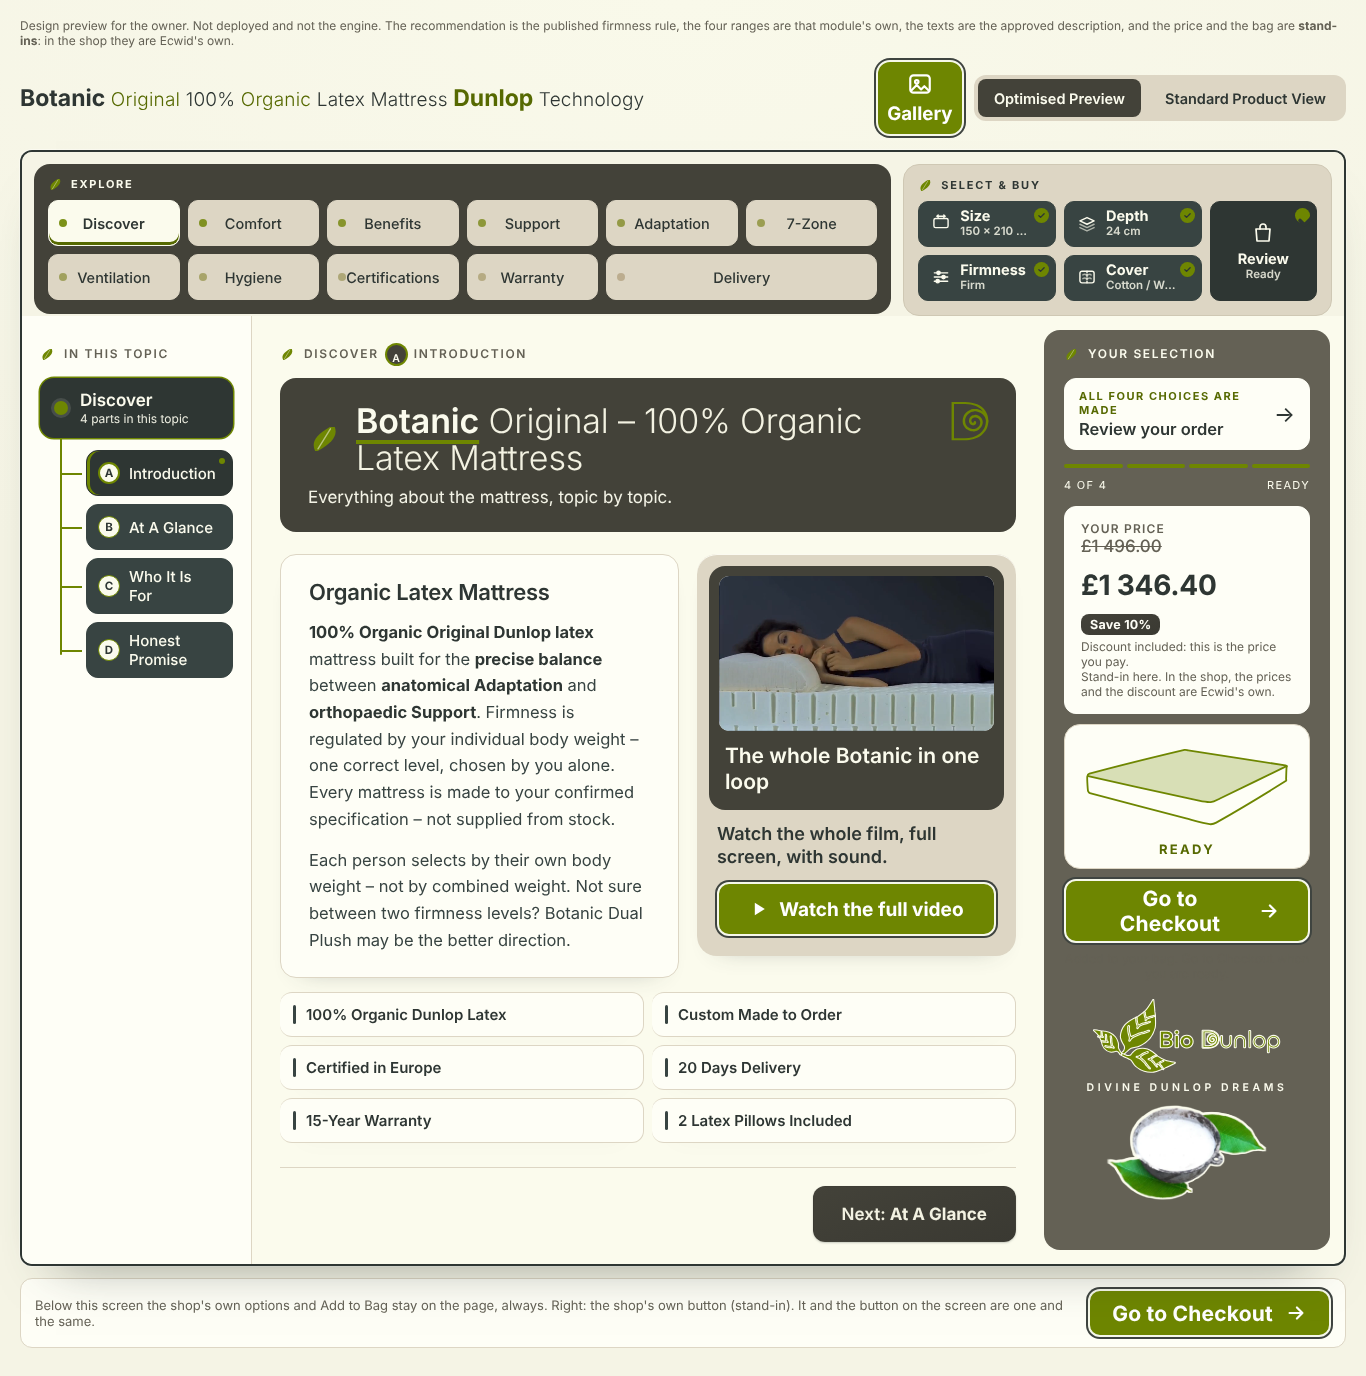 Design preview for the owner. Not deployed and not the engine. The recommendation is the published firmness rule, the four ranges are that module's own, the texts are the approved description, and the price and the bag are stand-
ins: in the shop they are Ecwid's own.
Botanic Original 100% Organic Latex Mattress Dunlop Technology
Gallery
Optimised Preview
Standard Product View
EXPLORE
Discover
Comfort
Benefits
Support
Adaptation
7-Zone
Ventilation
Hygiene
Certifications
Warranty
Delivery
SELECT & BUY
Size
150 × 210 ...
Depth
24 cm
Firmness
Firm
Cover
Cotton / W...
Review
Ready
IN THIS TOPIC
Discover
4 parts in this topic
A Introduction
B At A Glance
C Who It Is
For
D Honest
Promise
DISCOVER A INTRODUCTION
Botanic Original – 100% Organic
Latex Mattress
Everything about the mattress, topic by topic.
Organic Latex Mattress
100% Organic Original Dunlop latex
mattress built for the precise balance
between anatomical Adaptation and
orthopaedic Support. Firmness is
regulated by your individual body weight –
one correct level, chosen by you alone.
Every mattress is made to your confirmed
specification – not supplied from stock.
Each person selects by their own body
weight – not by combined weight. Not sure
between two firmness levels? Botanic Dual
Plush may be the better direction.
The whole Botanic in one
loop
Watch the whole film, full
screen, with sound.
Watch the full video
100% Organic Dunlop Latex
Custom Made to Order
Certified in Europe
20 Days Delivery
15-Year Warranty
2 Latex Pillows Included
Next: At A Glance
YOUR SELECTION
ALL FOUR CHOICES ARE
MADE
Review your order
4 OF 4
READY
YOUR PRICE
£1 496.00
£1 346.40
Save 10%
Discount included: this is the price
you pay.
Stand-in here. In the shop, the prices
and the discount are Ecwid's own.
READY
Go to
Checkout
Bio Dunlop
DIVINE DUNLOP DREAMS
Below this screen the shop's own options and Add to Bag stay on the page, always. Right: the shop's own button (stand-in). It and the button on the screen are one and
the same.
Go to Checkout